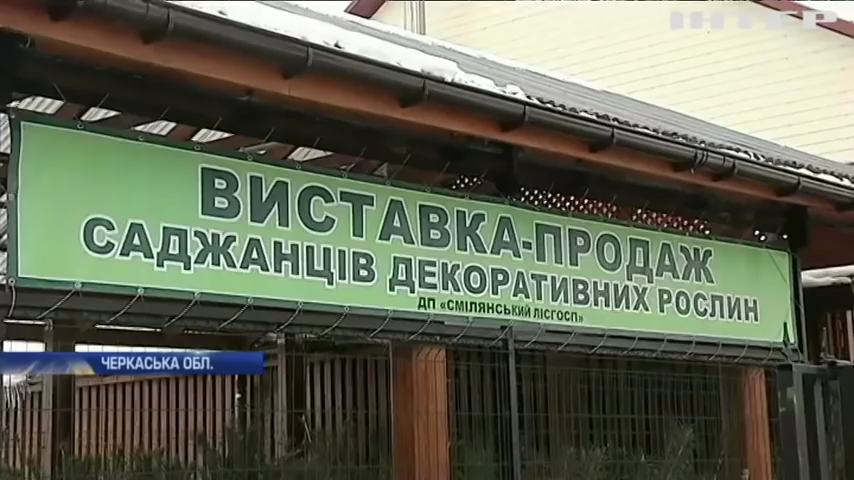 ІНТЕР
ВИСТАВКА-ПРОДАЖ
САДЖАНЦІВ ДЕКОРАТИВНИХ РОСЛИН
ДП «СМІЛЯНСЬКИЙ ЛІСГОСП»
ЧЕРКАСЬКА ОБЛ.